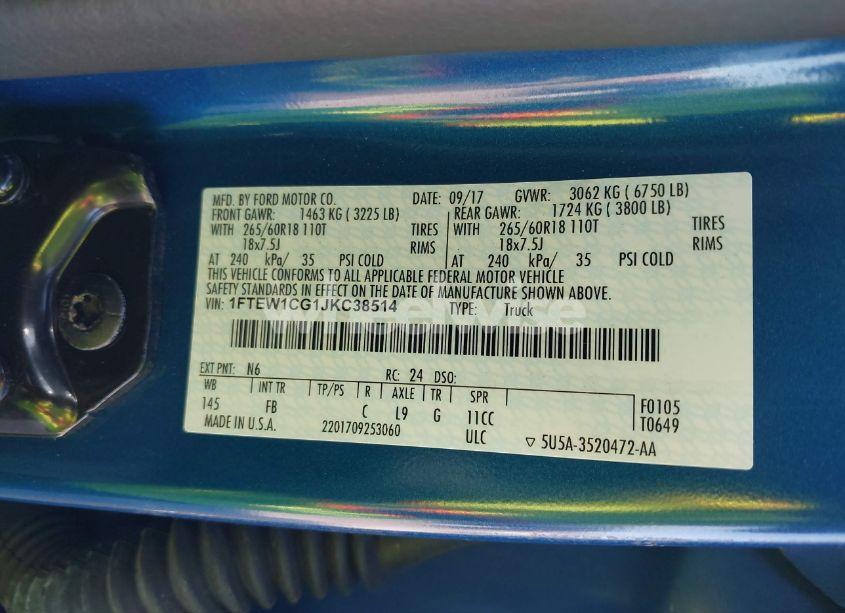 MFD. BY FORD MOTOR CO. DATE: 09/17 GVWR: 3062 KG ( 6750 LB)
FRONT GAWR: 1463 KG ( 3225 LB) REAR GAWR: 1724 KG ( 3800 LB)
WITH 265/60R18 110T TIRES WITH 265/60R18 110T TIRES
18x7.5J RIMS 18x7.5J RIMS
AT 240 kPa/ 35 PSI COLD AT 240 kPa/ 35 PSI COLD
THIS VEHICLE CONFORMS TO ALL APPLICABLE FEDERAL MOTOR VEHICLE
SAFETY STANDARDS IN EFFECT ON THE DATE OF MANUFACTURE SHOWN ABOVE.
VIN: 1FTEW1CG1JKC38514 TYPE: Truck
EXT PNT: N6 RC: 24 DSO:
WB INT TR TP/PS R AXLE TR SPR
145 FB C L9 G 11CC F0105
MADE IN U.S.A. 2201709253060 ULC T0649
▽ 5U5A-3520472-AA